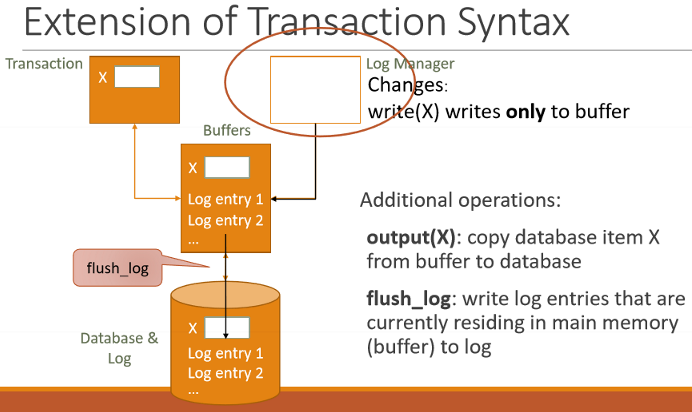 Extension of Transaction Syntax
Transaction
X
Log Manager
Changes:
write(X) writes only to buffer
Buffers
X
Log entry 1
Log entry 2
...
flush_log
Additional operations:
output(X): copy database item X
from buffer to database
flush_log: write log entries that are
currently residing in main memory
(buffer) to log
Database &
Log
X
Log entry 1
Log entry 2
...